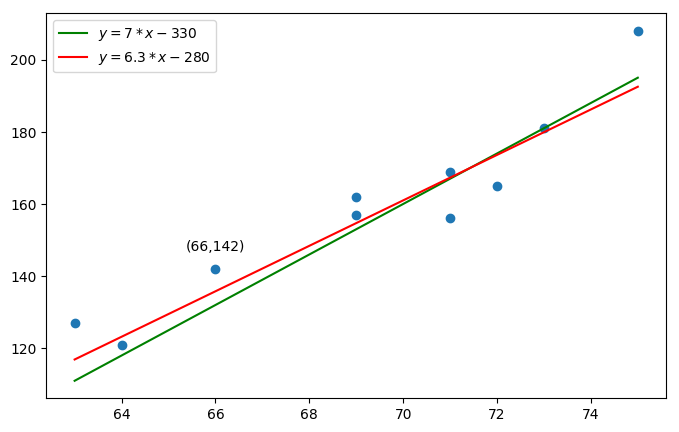 y = 7 * x − 330
y = 6.3 * x − 280
200
180
160
(66,142)
140
120
64 66 68 70 72 74